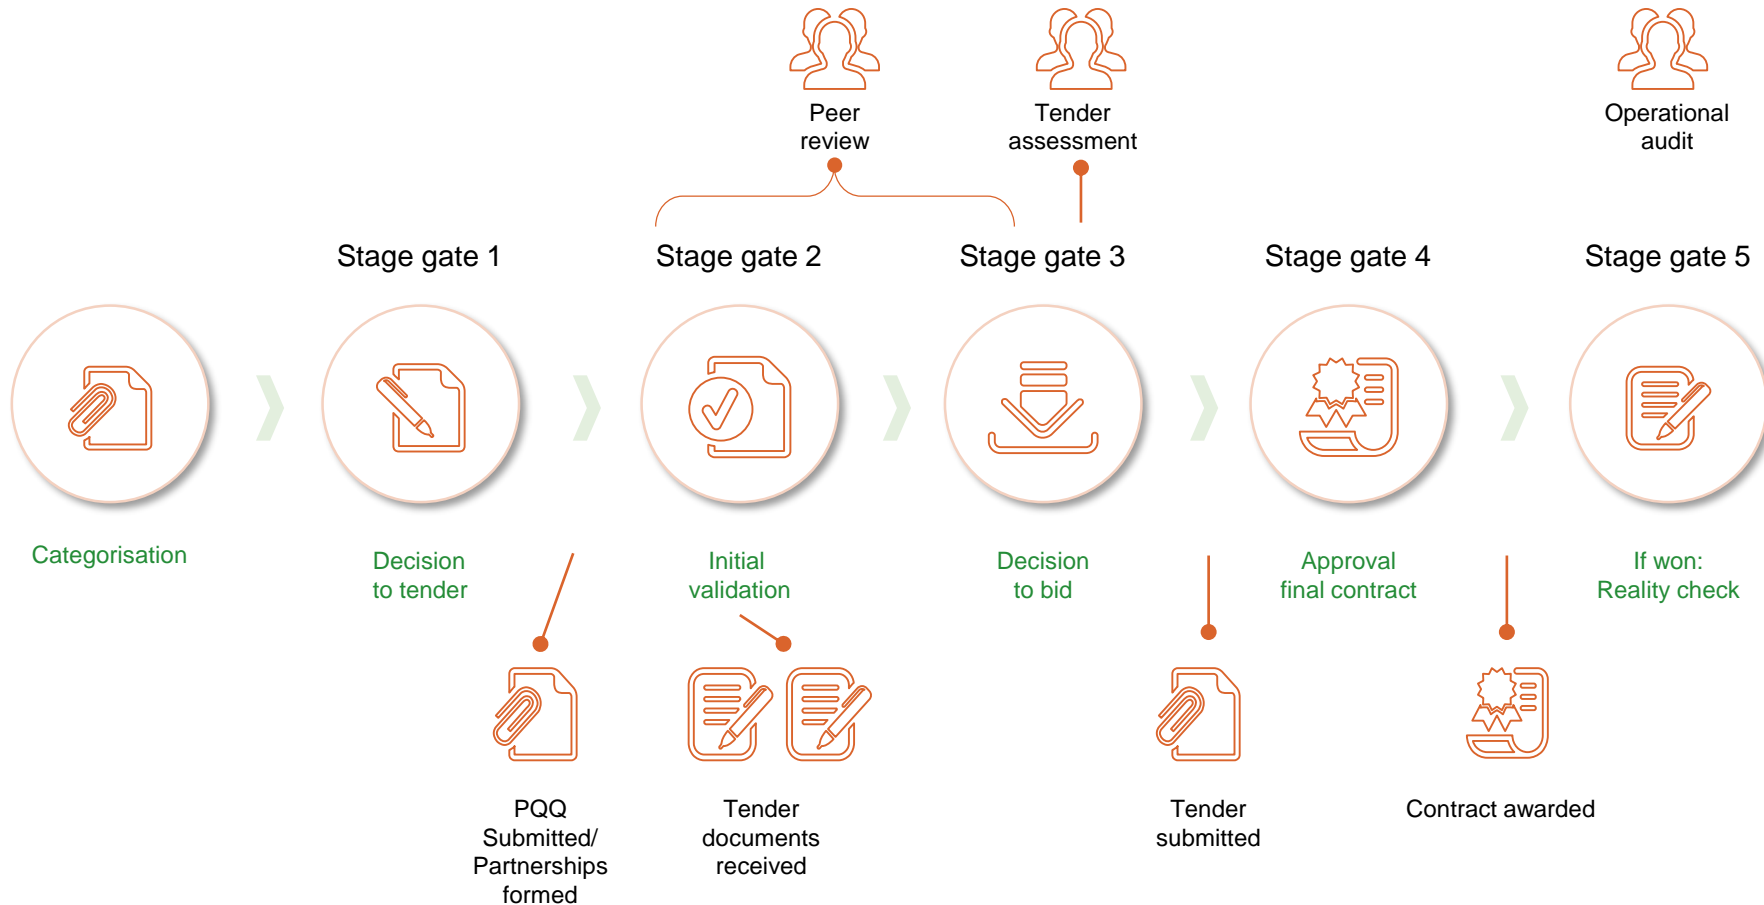 Peer
review
Tender
assessment
Operational
audit
Stage gate 1
Stage gate 2
Stage gate 3
Stage gate 4
Stage gate 5
Categorisation
Decision
to tender
Initial
validation
Decision
to bid
Approval
final contract
If won:
Reality check
PQQ
Submitted/
Partnerships
formed
Tender
documents
received
Tender
submitted
Contract awarded